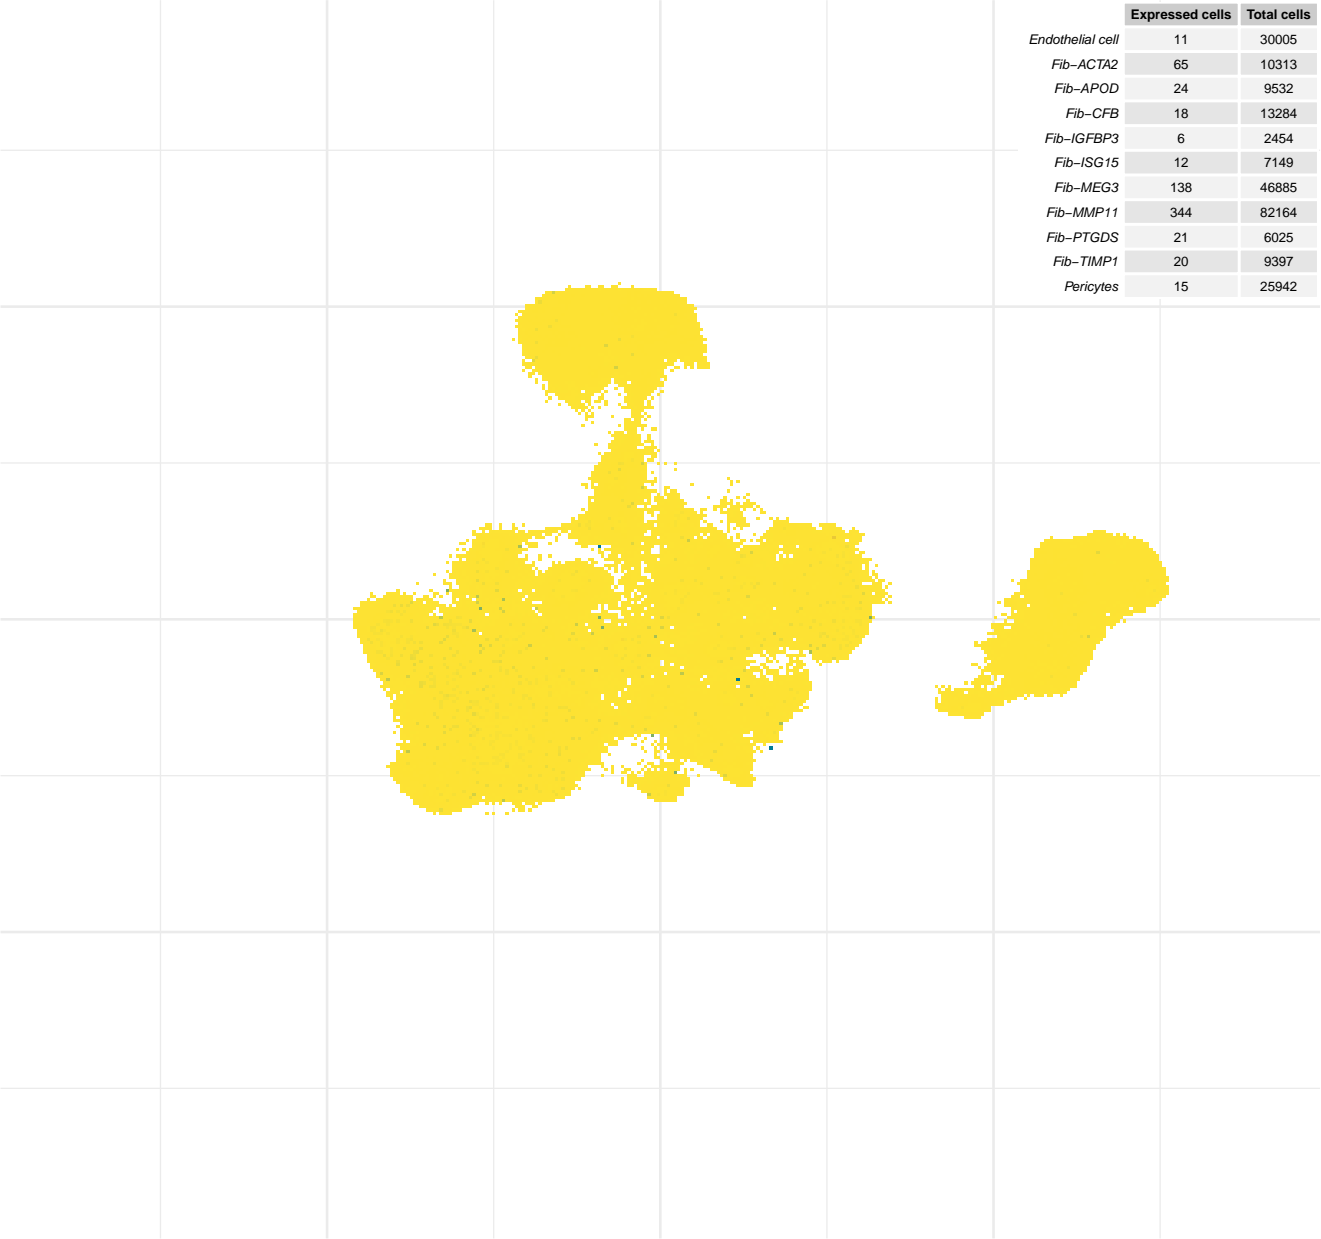 Expressed cells Total cells
Endothelial cell 11 30005
Fib−ACTA2 65 10313
Fib−APOD 24 9532
Fib−CFB 18 13284
Fib−IGFBP3 6 2454
Fib−ISG15 12 7149
Fib−MEG3 138 46885
Fib−MMP11 344 82164
Fib−PTGDS 21 6025
Fib−TIMP1 20 9397
Pericytes 15 25942